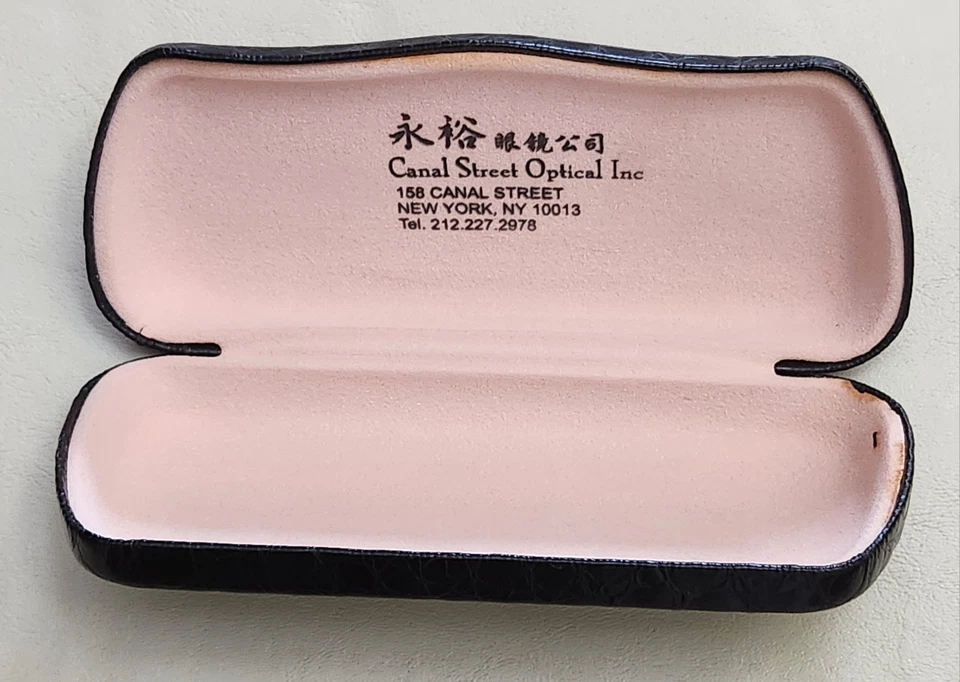 永裕 眼镜公司
Canal Street Optical Inc
158 CANAL STREET
NEW YORK, NY 10013
Tel. 212.227.2978